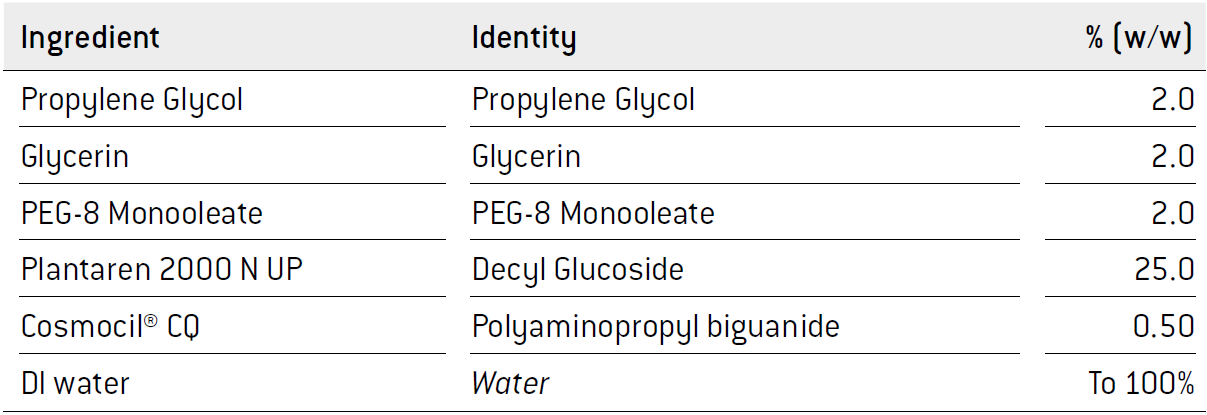 Ingredient Identity % (w/w)
Propylene Glycol Propylene Glycol 2.0
Glycerin Glycerin 2.0
PEG-8 Monooleate PEG-8 Monooleate 2.0
Plantaren 2000 N UP Decyl Glucoside 25.0
Cosmocil® CQ Polyaminopropyl biguanide 0.50
DI water Water To 100%